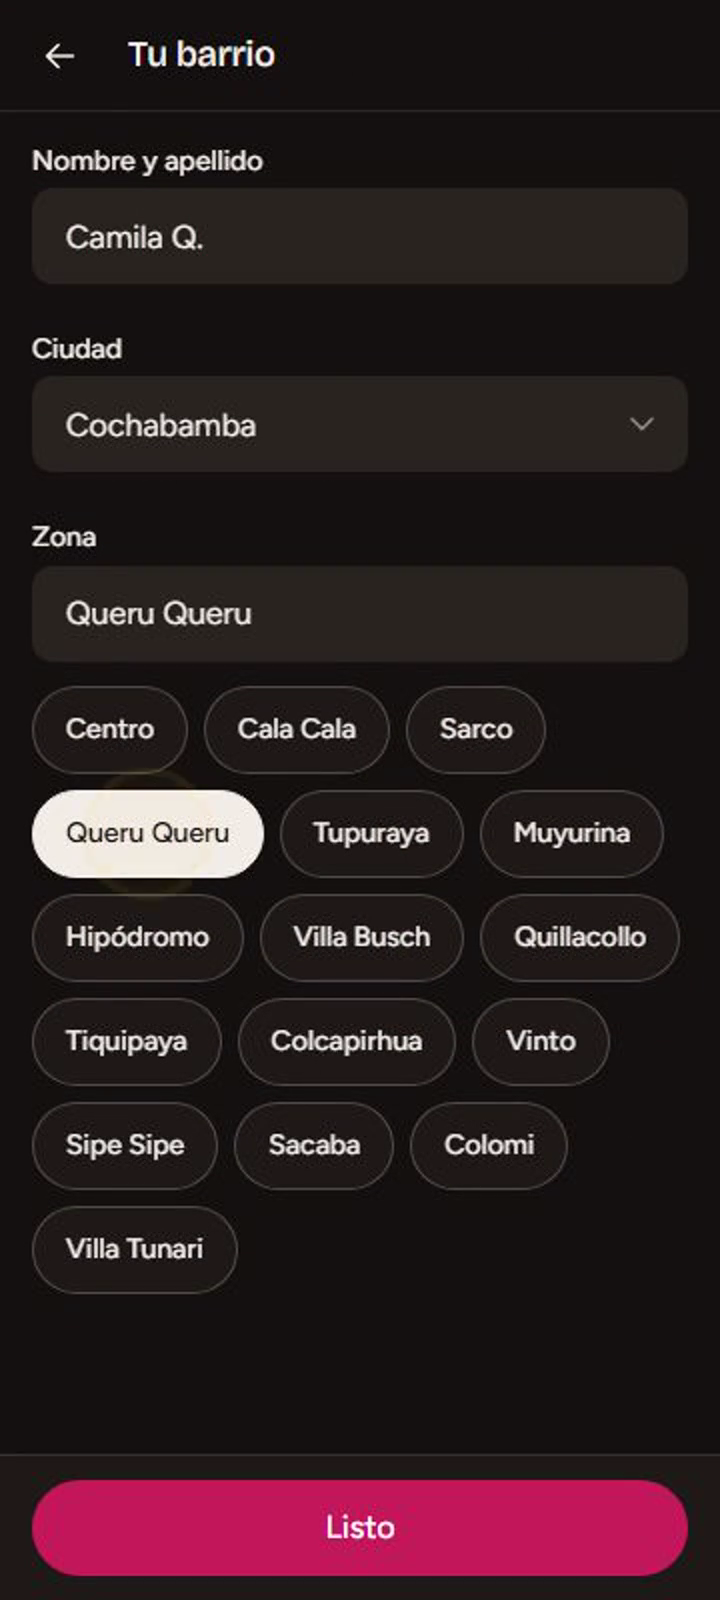 Tu barrio
Nombre y apellido
Camila Q.
Ciudad
Cochabamba
Zona
Queru Queru
Centro Cala Cala Sarco
Queru Queru Tupuraya Muyurina
Hipódromo Villa Busch Quillacollo
Tiquipaya Colcapirhua Vinto
Sipe Sipe Sacaba Colomi
Villa Tunari
Listo